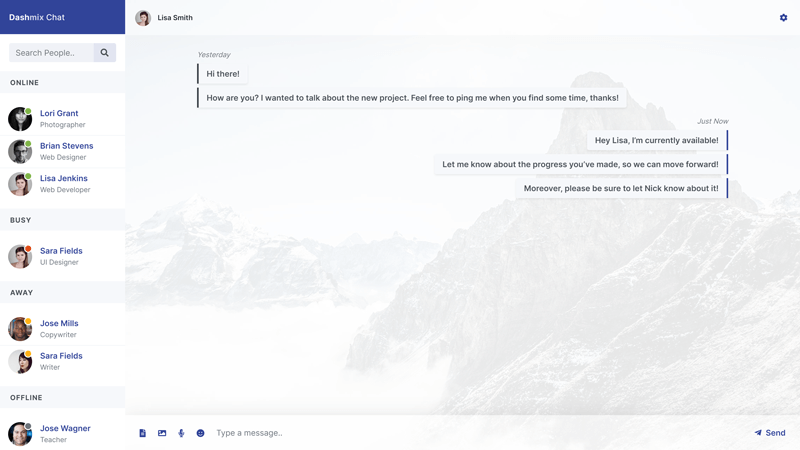 Dashmix Chat
Search People..
ONLINE
Lori Grant
Photographer
Brian Stevens
Web Designer
Lisa Jenkins
Web Developer
BUSY
Sara Fields
UI Designer
AWAY
Jose Mills
Copywriter
Sara Fields
Writer
OFFLINE
Jose Wagner
Teacher
Lisa Smith
Yesterday
Hi there!
How are you? I wanted to talk about the new project. Feel free to ping me when you find some time, thanks!
Just Now
Hey Lisa, I'm currently available!
Let me know about the progress you've made, so we can move forward!
Moreover, please be sure to let Nick know about it!
Type a message..
Send